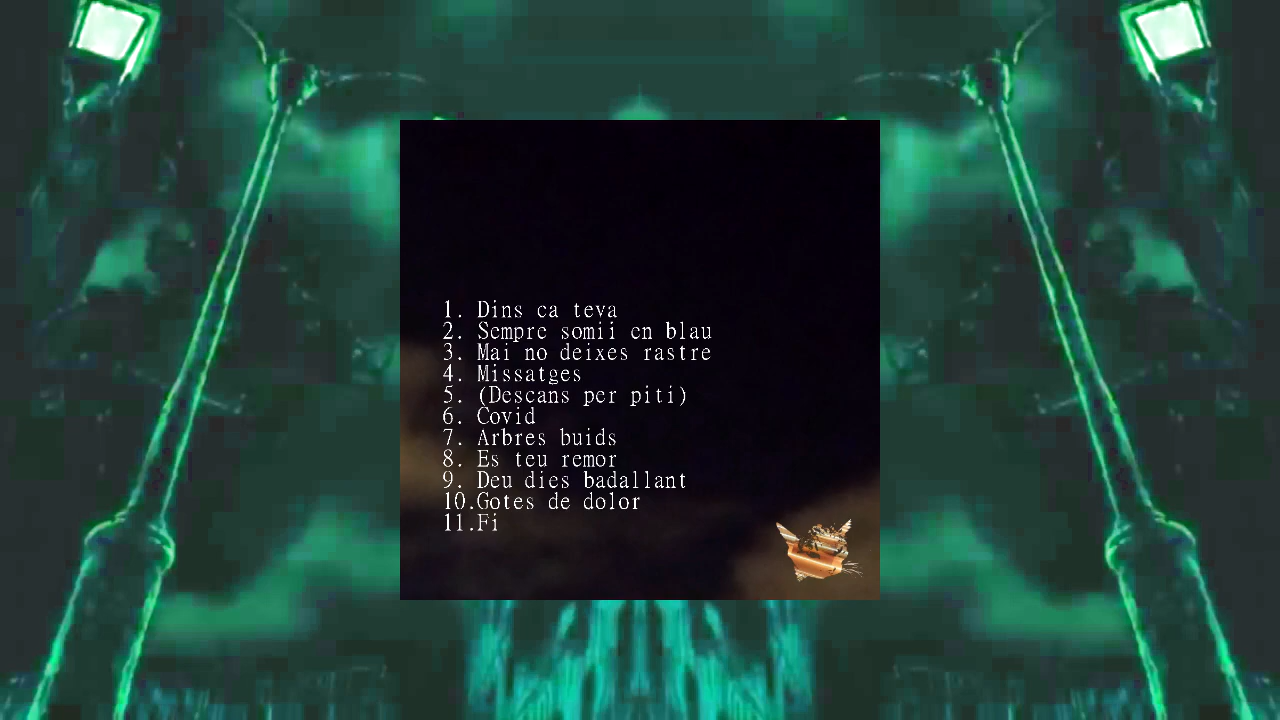 1. Dins ca teva
2. Sempre somii en blau
3. Mai no deixes rastre
4. Missatges
5. (Descans per piti)
6. Covid
7. Arbres buids
8. Es teu remor
9. Deu dies badallant
10.Gotes de dolor
11.Fi